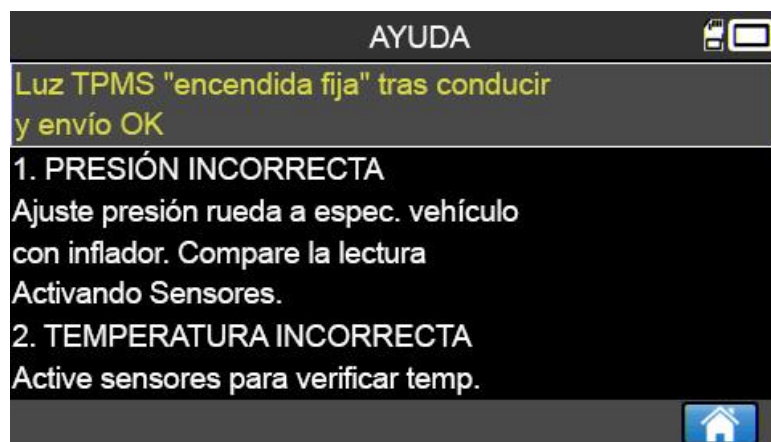 AYUDA
Luz TPMS "encendida fija" tras conducir
y envío OK
1. PRESIÓN INCORRECTA
Ajuste presión rueda a espec. vehículo
con inflador. Compare la lectura
Activando Sensores.
2. TEMPERATURA INCORRECTA
Active sensores para verificar temp.